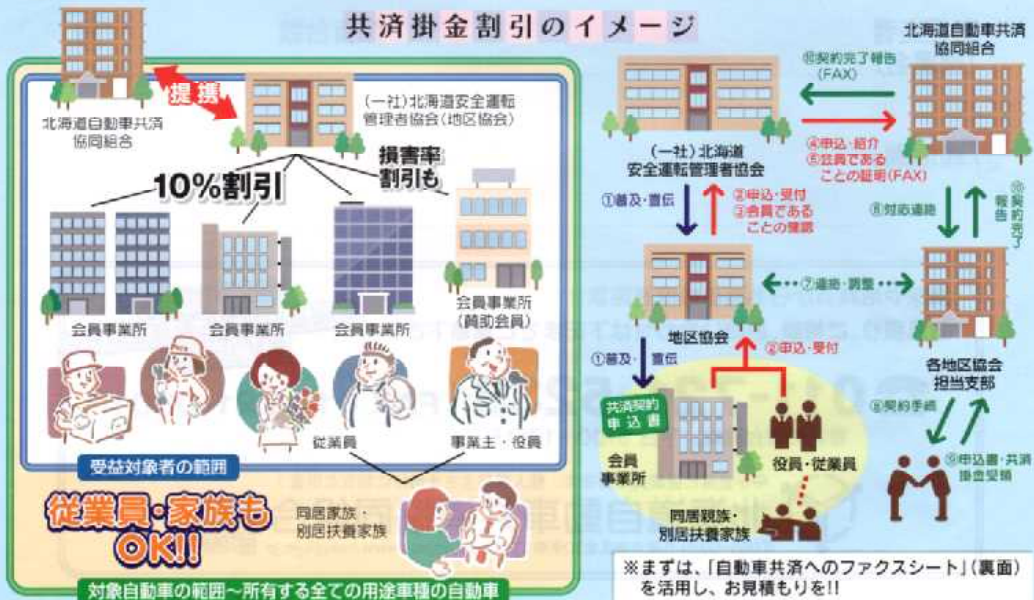 共済掛金割引のイメージ
提携
北海道自動車共済
協同組合
(一社)北海道安全運転
管理者協会(地区協会)
10%割引
損害率
割引も
会員事業所
会員事業所
会員事業所
会員事業所
(賛助会員)
従業員
事業主・役員
受益対象者の範囲
従業員・家族も
OK!!
同居家族・
別居扶養家族
対象自動車の範囲～所有する全ての用途車種の自動車
北海道自動車共済
協同組合
⑩契約完了報告
(FAX)
④申込・紹介
⑤会員である
ことの証明(FAX)
(一社)北海道
安全運転管理者協会
①普及・宣伝
②申込・受付
③会員である
ことの確認
⑥対応連絡
⑩契約完了
報告
⑦連絡・調整
地区協会
各地区協会
担当支部
①普及・宣伝
②申込・受付
共済契約
申込書
会員
事業所
役員・従業員
同居親族・
別居扶養家族
⑧契約手続
⑨申込書・共済
掛金受領
※まずは、「自動車共済へのファクスシート」(裏面)
を活用し、お見積もりを!!